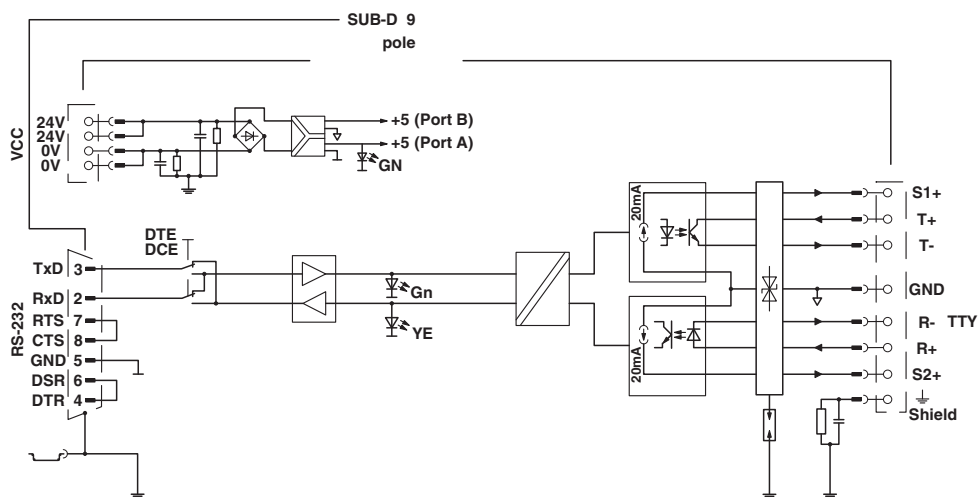 SUB-D 9
pole
VCC
24V
24V
0V
0V
+5 (Port B)
+5 (Port A)
GN
DTE
DCE
RS-232
TxD 3
RxD 2
RTS 7
CTS 8
GND 5
DSR 6
DTR 4
Gn
YE
20mA
20mA
S1+
T+
T-
GND
R- TTY
R+
S2+
Shield